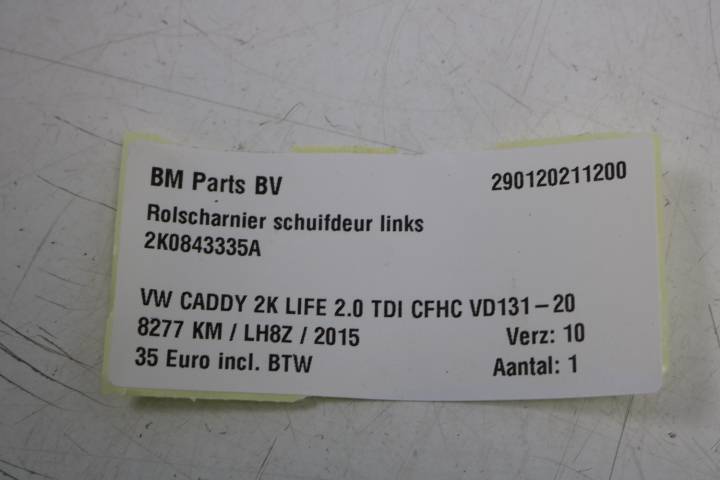 BM Parts BV 290120211200
Rolscharnier schuifdeur links
2K0843335A
VW CADDY 2K LIFE 2.0 TDI CFHC VD131-20
8277 KM / LH8Z / 2015 Verz: 10
35 Euro incl. BTW Aantal: 1